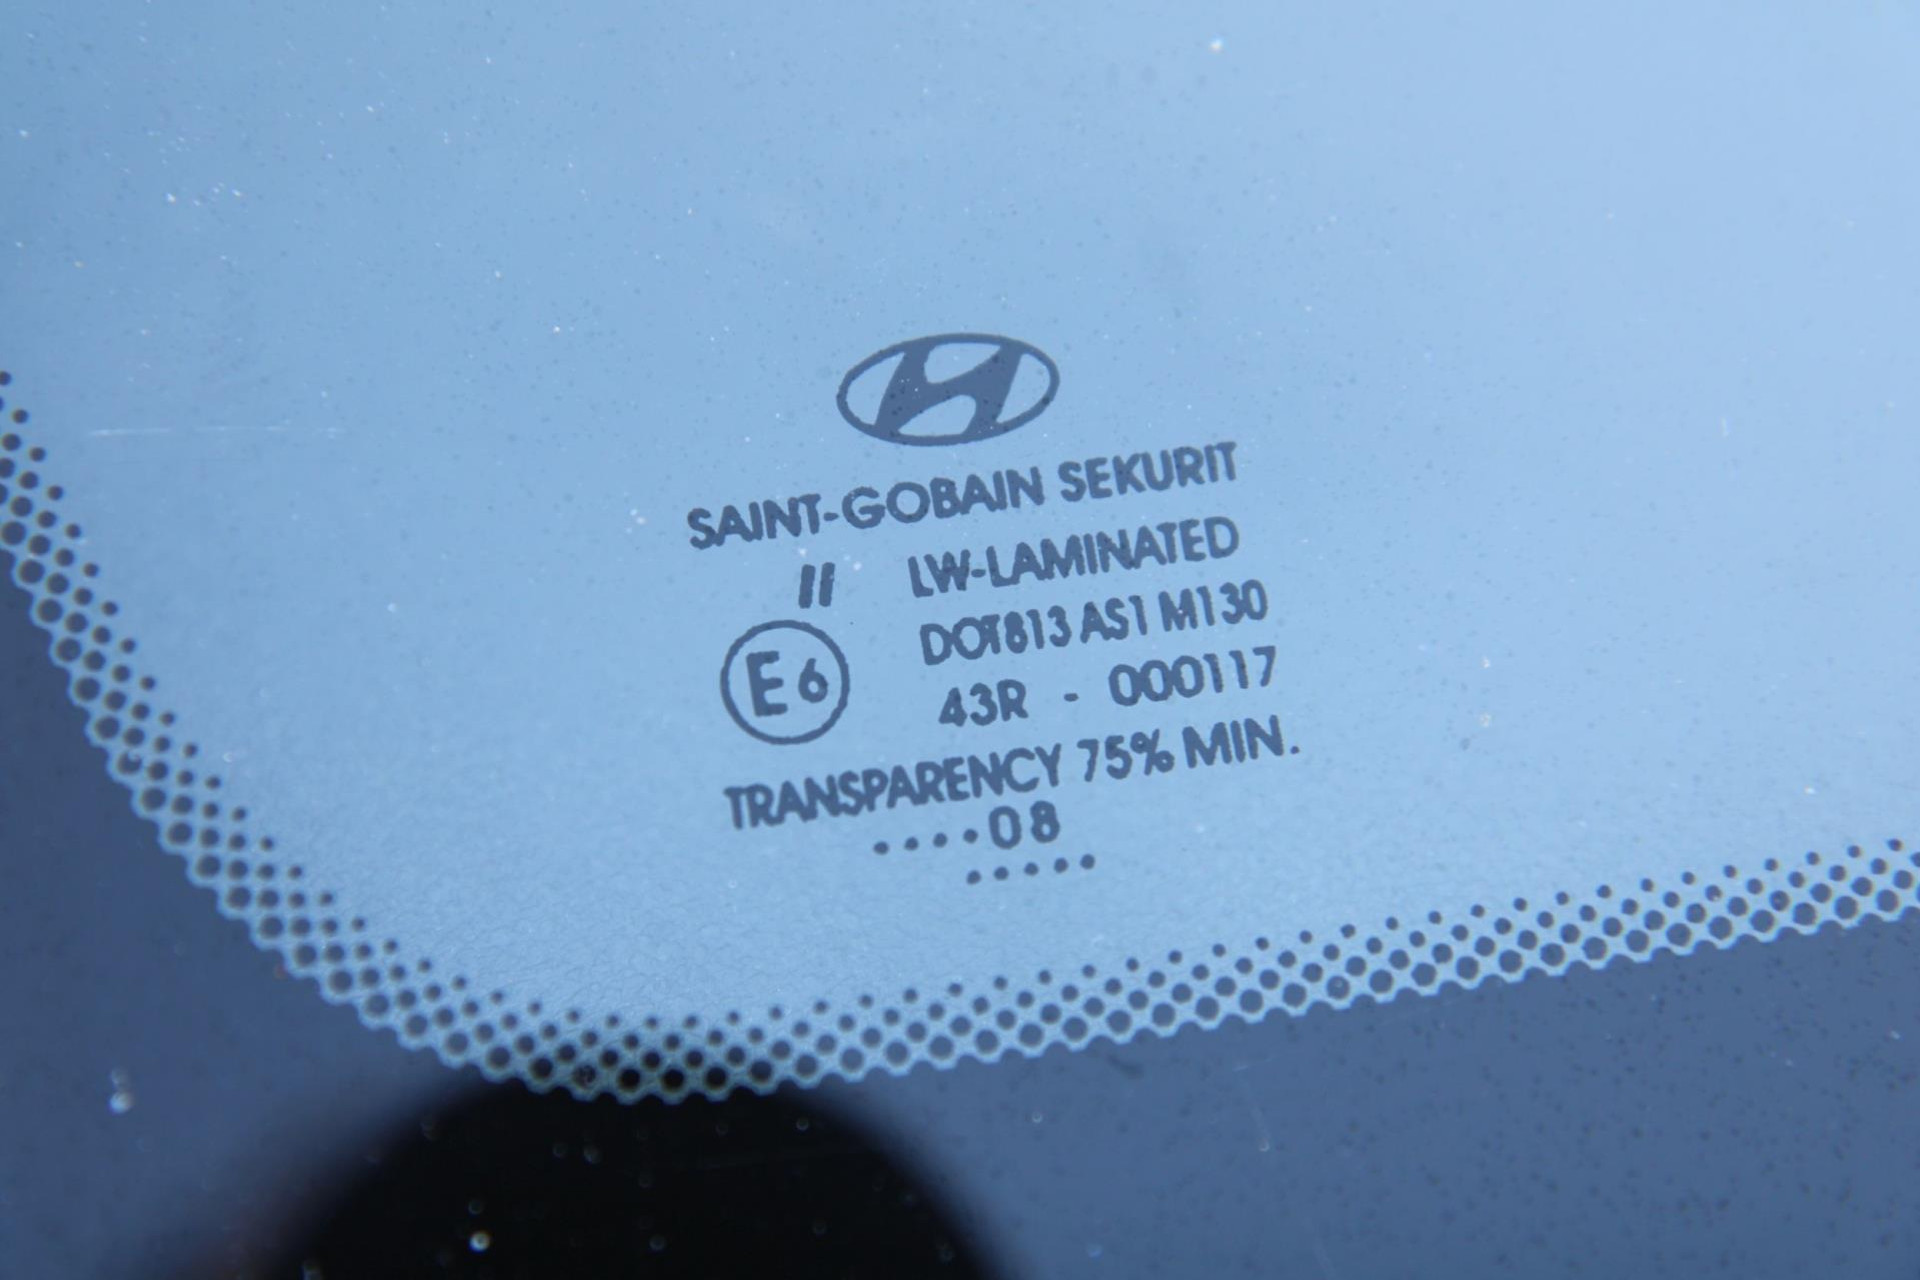 SAINT-GOBAIN SEKURIT
II LW-LAMINATED
DOT813 AS1 M130
E6 43R - 000117
TRANSPARENCY 75% MIN.
....08
.....